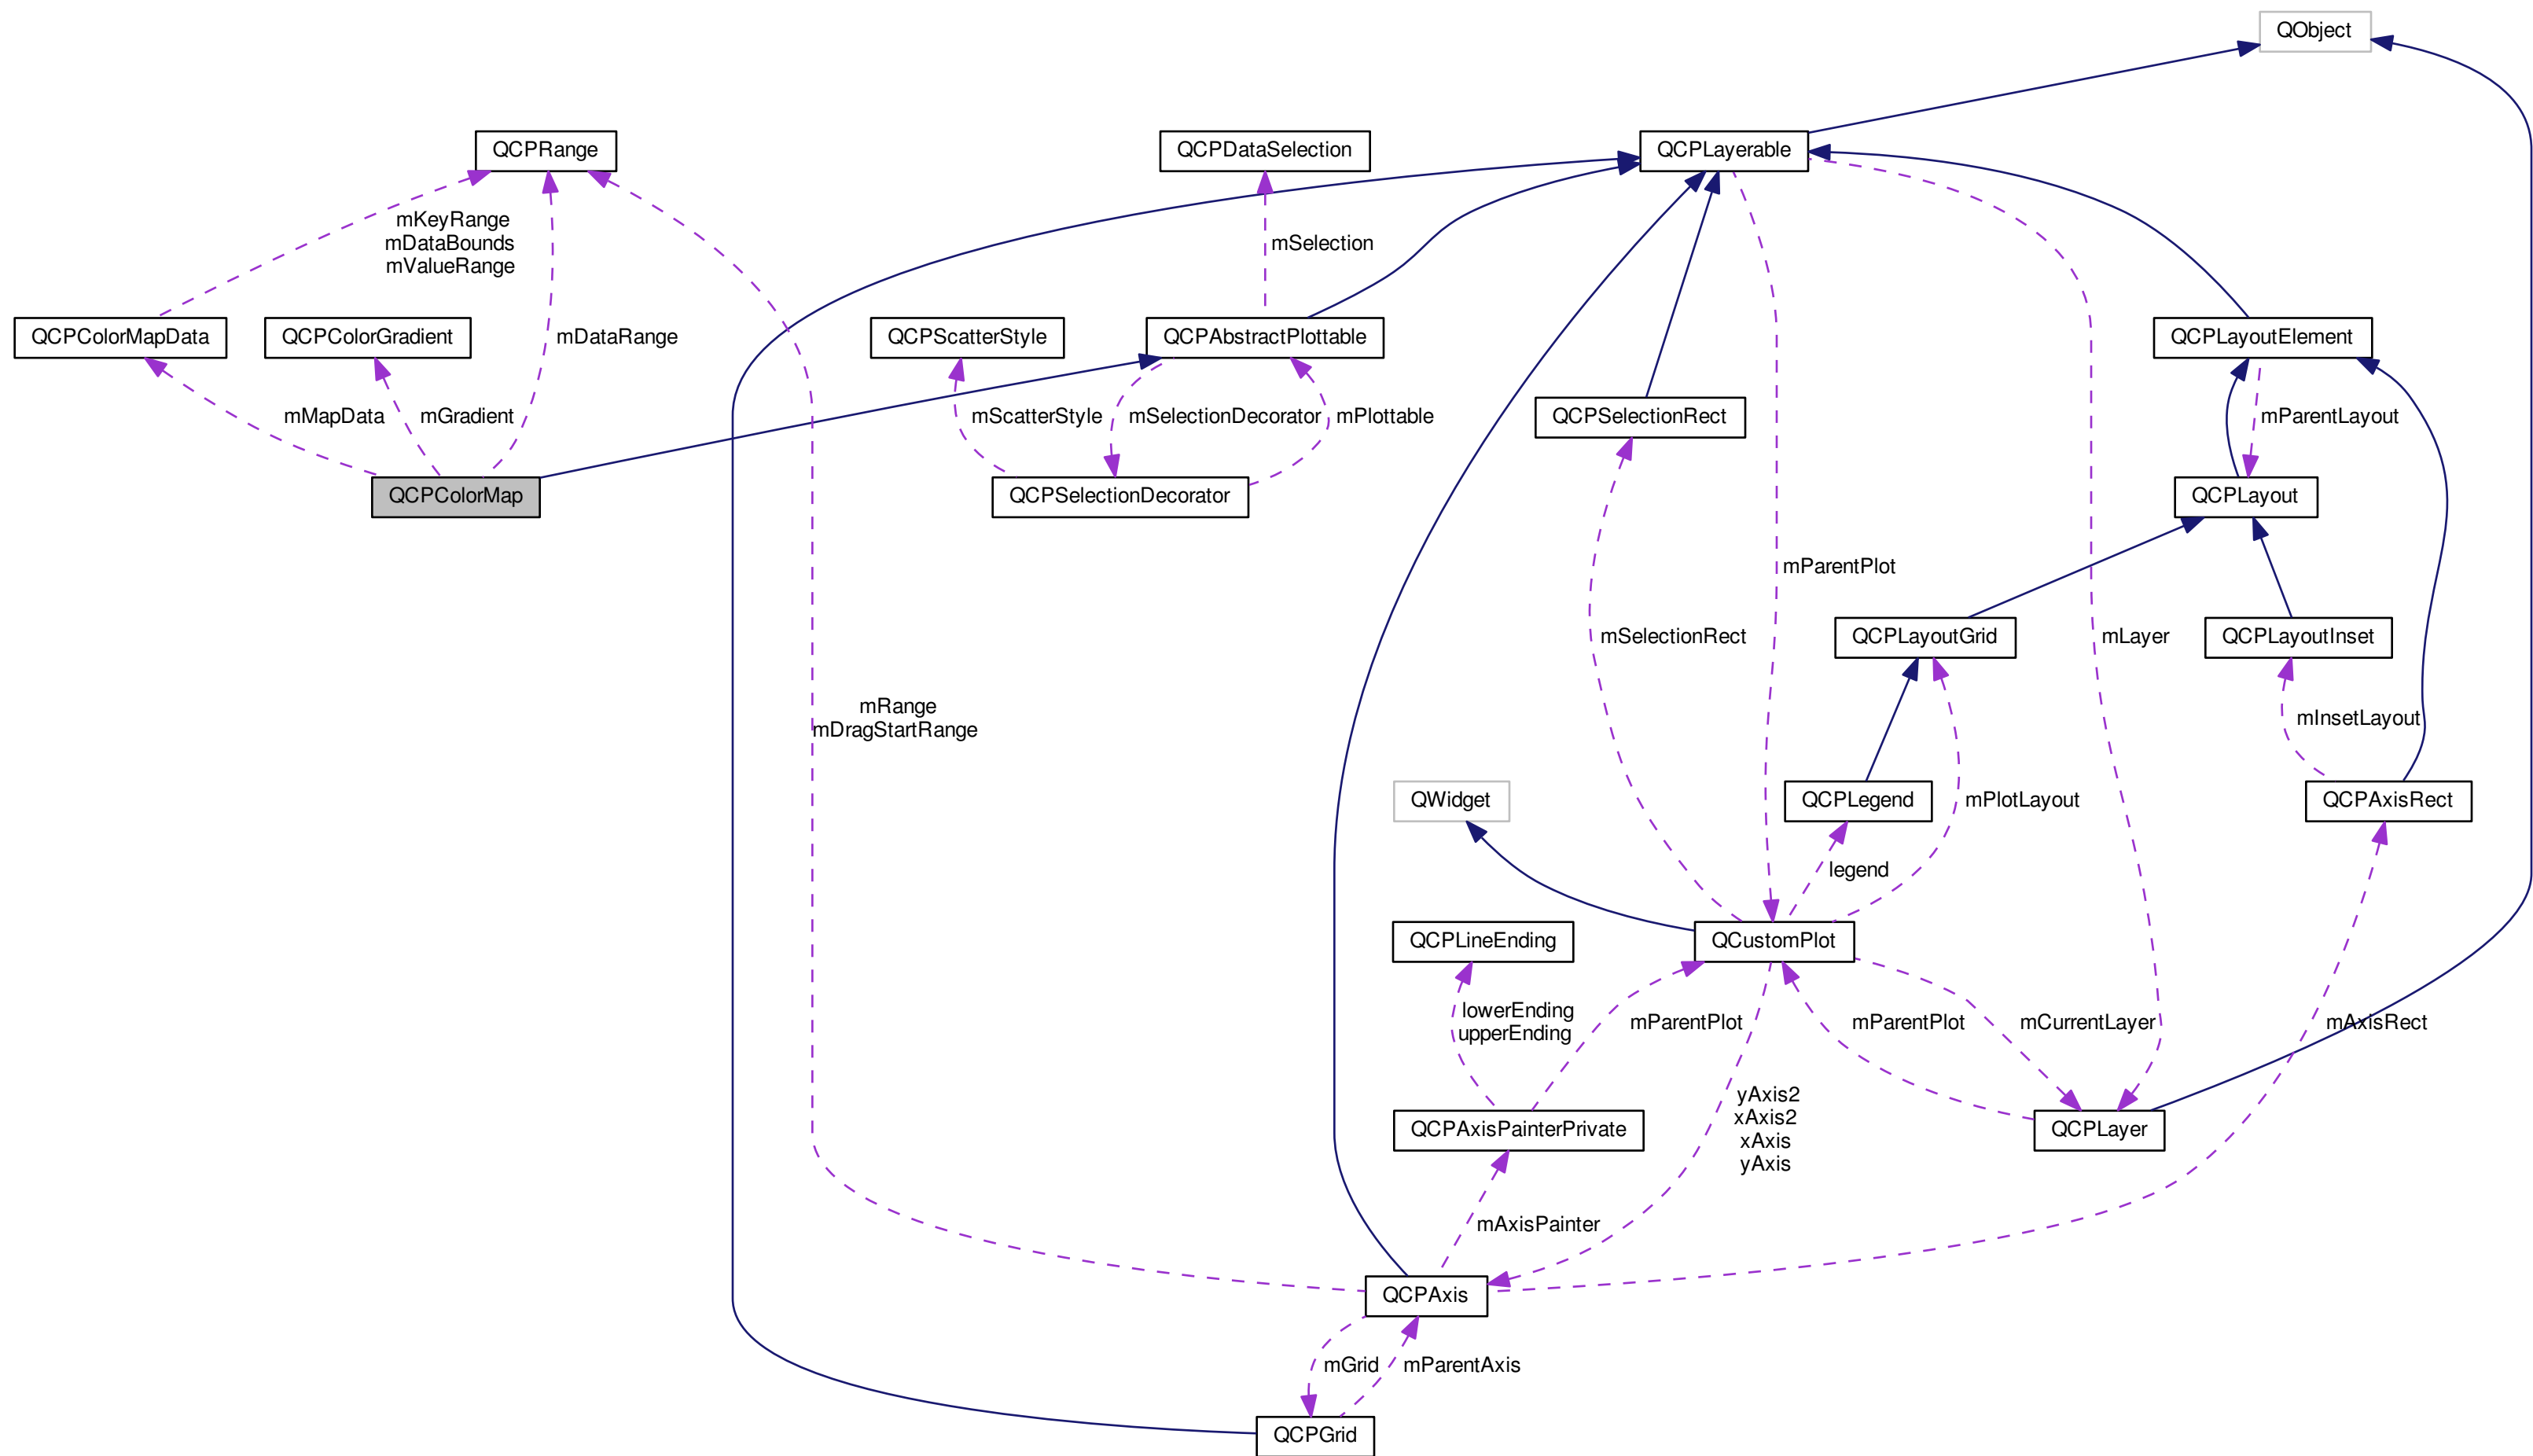 QObject
QCPRange
QCPDataSelection
QCPLayerable
mKeyRange
mDataBounds
mValueRange
mSelection
QCPColorMapData
QCPColorGradient
mDataRange
QCPScatterStyle
QCPAbstractPlottable
QCPLayoutElement
mMapData
mGradient
mScatterStyle
mSelectionDecorator
mPlottable
QCPSelectionRect
mParentLayout
QCPColorMap
QCPSelectionDecorator
QCPLayout
mParentPlot
mSelectionRect
QCPLayoutGrid
mLayer
QCPLayoutInset
mRange
mDragStartRange
mInsetLayout
QWidget
QCPLegend
mPlotLayout
QCPAxisRect
legend
QCPLineEnding
QCustomPlot
lowerEnding
upperEnding
mParentPlot
mParentPlot
mCurrentLayer
mAxisRect
yAxis2
xAxis2
xAxis
yAxis
QCPAxisPainterPrivate
QCPLayer
mAxisPainter
QCPAxis
mGrid
mParentAxis
QCPGrid